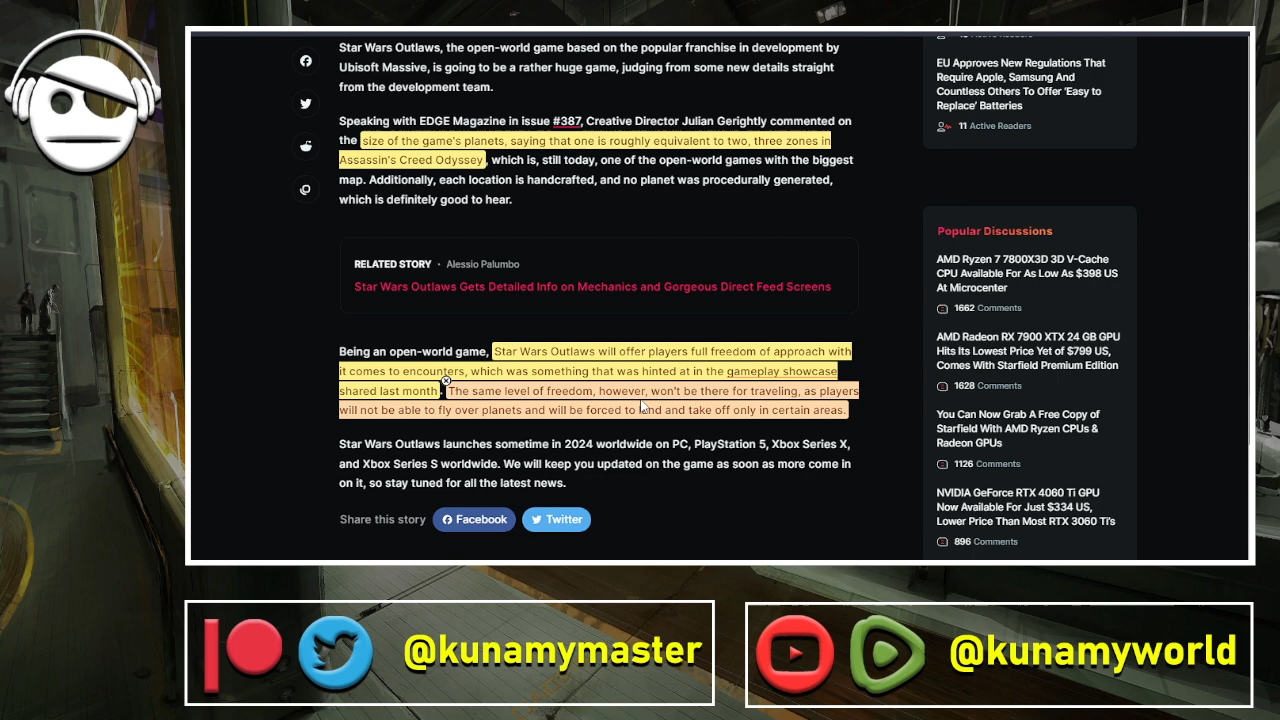 Star Wars Outlaws, the open-world game based on the popular franchise in development by
Ubisoft Massive, is going to be a rather huge game, judging from some new details straight
from the development team.
Speaking with EDGE Magazine in issue #387, Creative Director Julian Gerightly commented on
the size of the game's planets, saying that one is roughly equivalent to two, three zones in
Assassin's Creed Odyssey, which is, still today, one of the open-world games with the biggest
map. Additionally, each location is handcrafted, and no planet was procedurally generated,
which is definitely good to hear.
RELATED STORY • Alessio Palumbo
Star Wars Outlaws Gets Detailed Info on Mechanics and Gorgeous Direct Feed Screens
Being an open-world game, Star Wars Outlaws will offer players full freedom of approach with
it comes to encounters, which was something that was hinted at in the gameplay showcase
shared last month. The same level of freedom, however, won't be there for traveling, as players
will not be able to fly over planets and will be forced to land and take off only in certain areas.
Star Wars Outlaws launches sometime in 2024 worldwide on PC, PlayStation 5, Xbox Series X,
and Xbox Series S worldwide. We will keep you updated on the game as soon as more come in
on it, so stay tuned for all the latest news.
Share this story Facebook Twitter
Active Readers
EU Approves New Regulations That
Require Apple, Samsung And
Countless Others To Offer 'Easy to
Replace' Batteries
11 Active Readers
Popular Discussions
AMD Ryzen 7 7800X3D 3D V-Cache
CPU Available For As Low As $398 US
At Microcenter
1662 Comments
AMD Radeon RX 7900 XTX 24 GB GPU
Hits Its Lowest Price Yet of $799 US,
Comes With Starfield Premium Edition
1628 Comments
You Can Now Grab A Free Copy of
Starfield With AMD Ryzen CPUs &
Radeon GPUs
1126 Comments
NVIDIA GeForce RTX 4060 Ti GPU
Now Available For Just $334 US,
Lower Price Than Most RTX 3060 Ti's
896 Comments
@kunamymaster
@kunamyworld